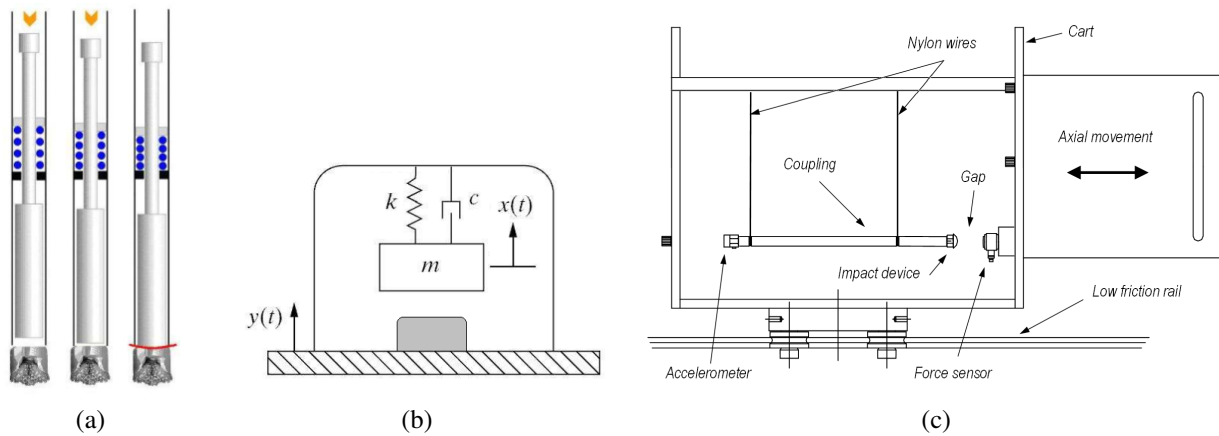 k
c
x(t)
m
y(t)
Nylon wires
Cart
Axial movement
Coupling
Gap
Impact device
Low friction rail
Accelerometer
Force sensor
(a)
(b)
(c)